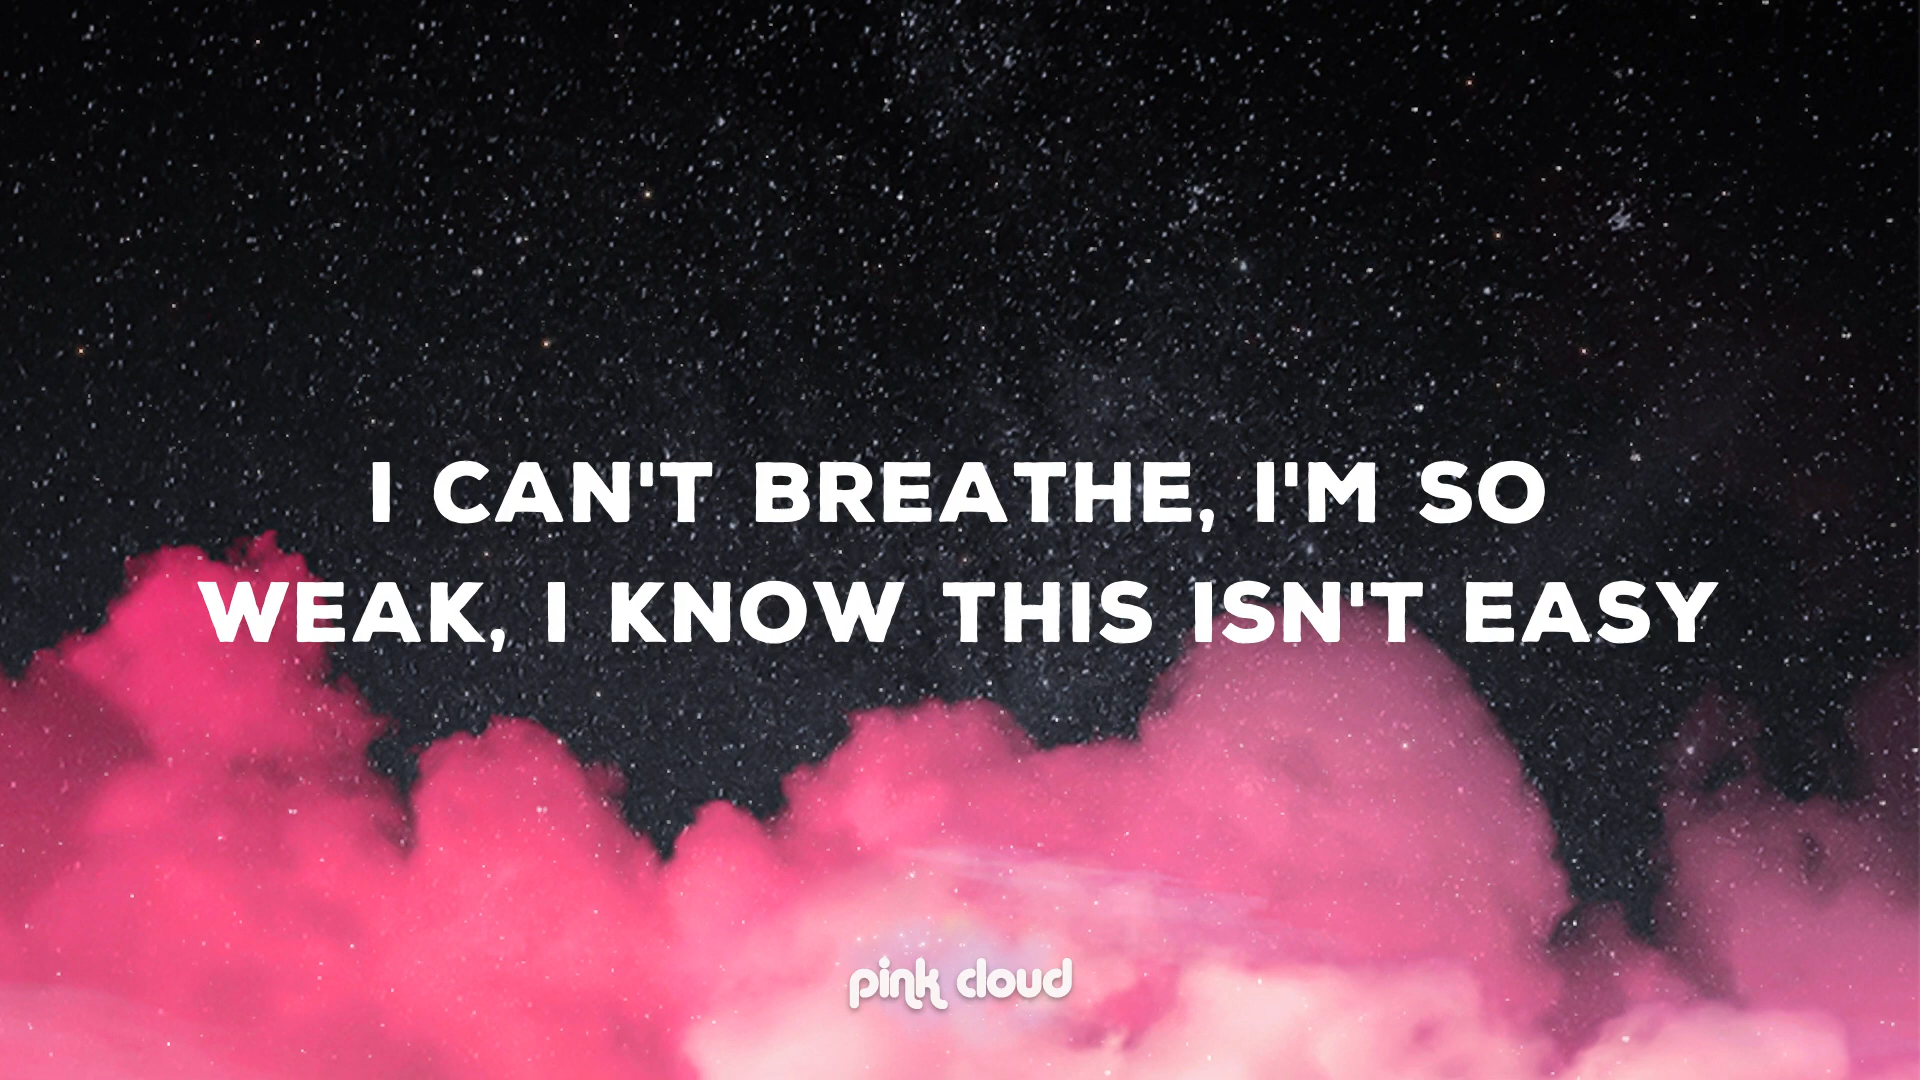 I CAN'T BREATHE, I'M SO
WEAK, I KNOW THIS ISN'T EASY
pink cloud